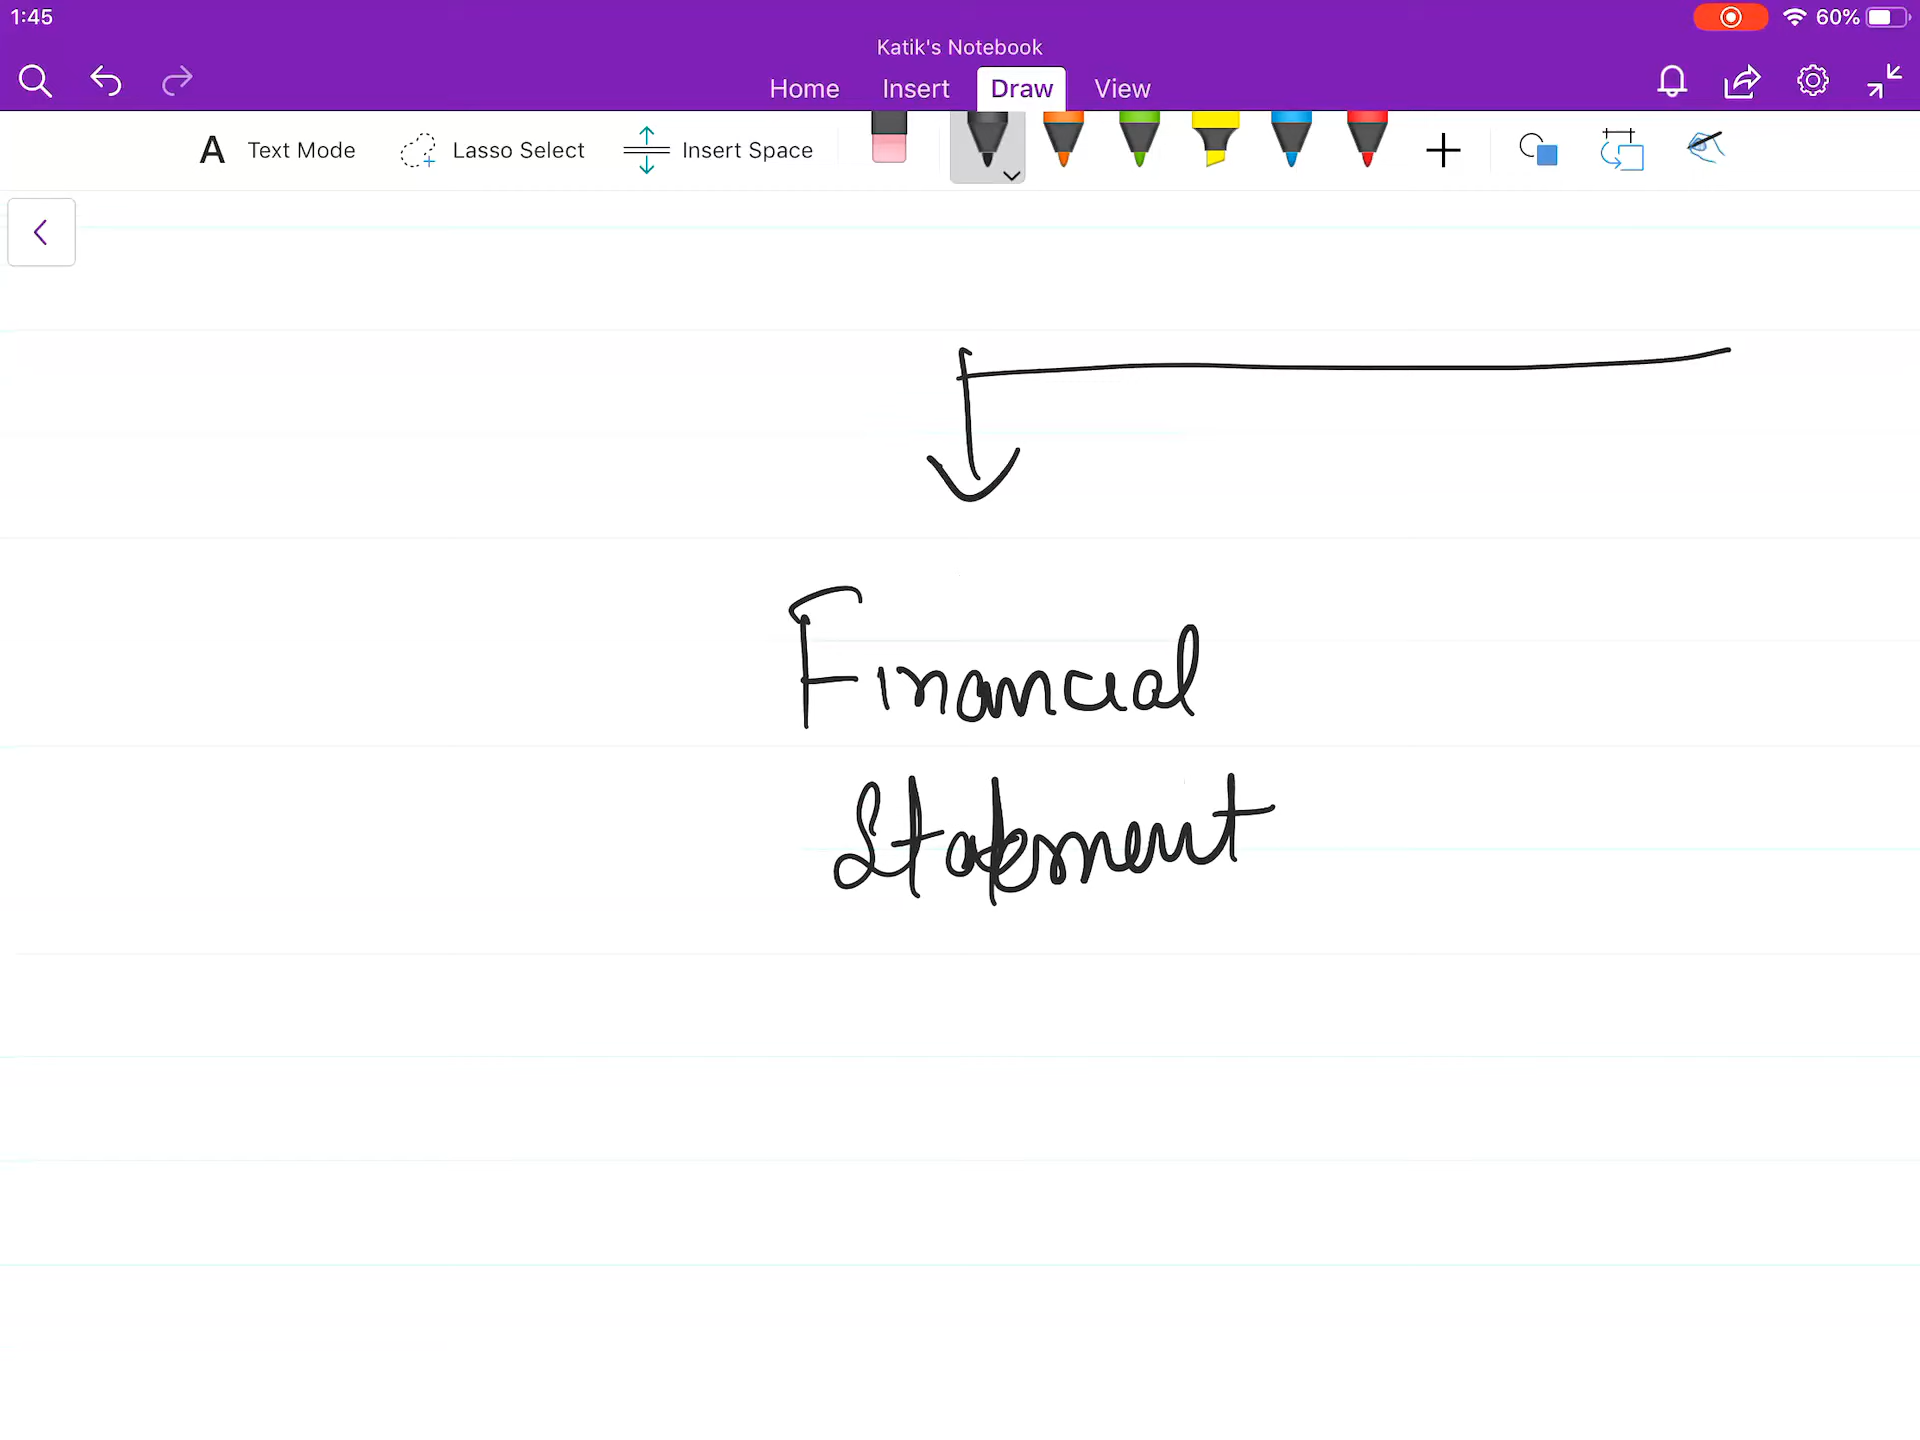 1:45
60%
Katik's Notebook
Home Insert Draw View
A Text Mode Lasso Select Insert Space
Financial
Statement